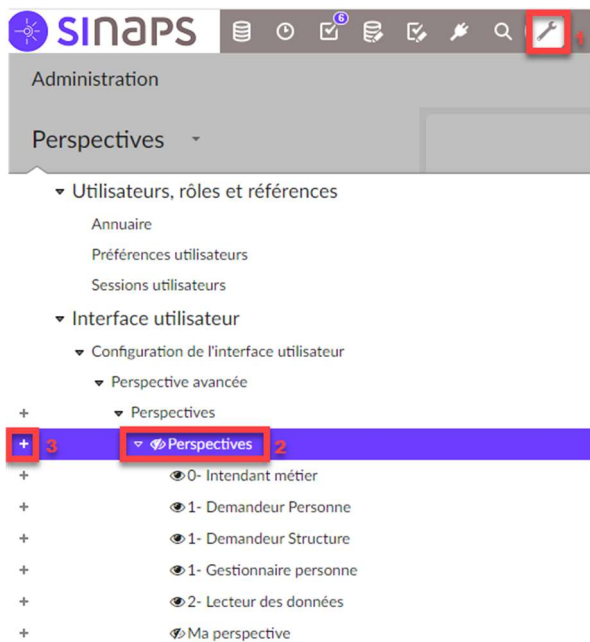 sinaps 6 1
Administration
Perspectives
Utilisateurs, rôles et références
Annuaire
Préférences utilisateurs
Sessions utilisateurs
Interface utilisateur
Configuration de l'interface utilisateur
Perspective avancée
+ Perspectives
+ 3 Perspectives 2
+ 0- Intendant métier
+ 1- Demandeur Personne
+ 1- Demandeur Structure
+ 1- Gestionnaire personne
+ 2- Lecteur des données
+ Ma perspective